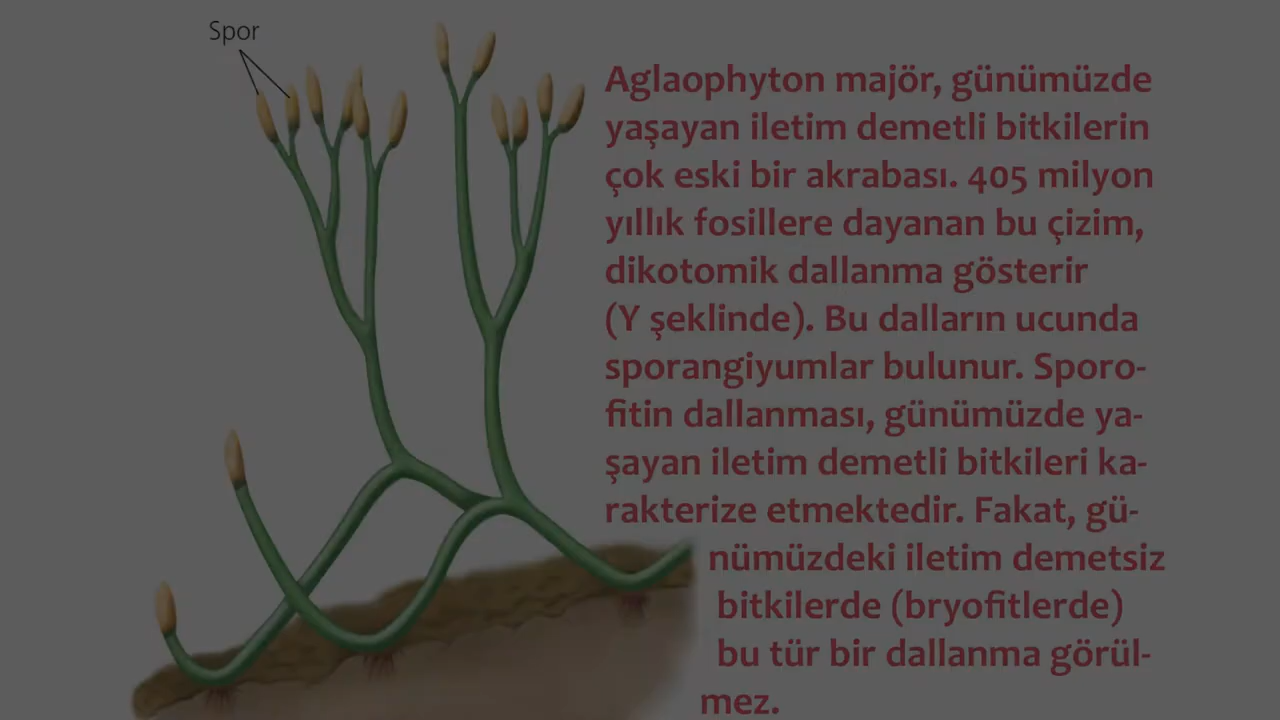 Spor
Aglaophyton majör, günümüzde
yaşayan iletim demetli bitkilerin
çok eski bir akrabası. 405 milyon
yıllık fosillere dayanan bu çizim,
dikotomik dallanma gösterir
(Y şeklinde). Bu dalların ucunda
sporangiyumlar bulunur. Sporo-
fitin dallanması, günümüzde ya-
şayan iletim demetli bitkileri ka-
rakterize etmektedir. Fakat, gü-
nümüzdeki iletim demetsiz
bitkilerde (bryofitlerde)
bu tür bir dallanma görül-
mez.